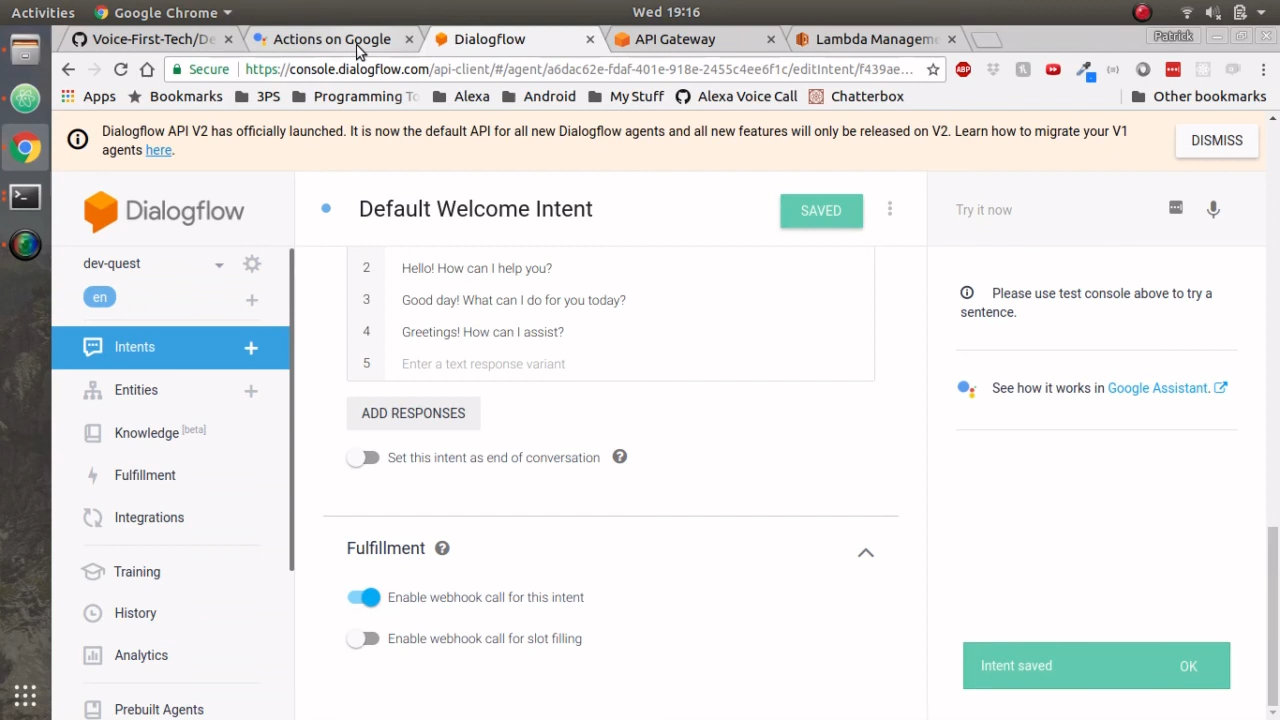 Activities Google Chrome Wed 19:16
Voice-First-Tech/De Actions on Google Dialogflow API Gateway Lambda Managem Patrick
Secure https://console.dialogflow.com/api-client/#/agent/a6dac62e-fdaf-401e-918e-2455c4ee6f1c/editIntent/f439ae...
Apps Bookmarks 3PS Programming To Alexa Android My Stuff Alexa Voice Call Chatterbox Other bookmarks
Dialogflow API V2 has officially launched. It is now the default API for all new Dialogflow agents and all new features will only be released on V2. Learn how to migrate your V1
agents here.
DISMISS
Dialogflow
Default Welcome Intent
SAVED
Try it now
dev-quest
en
Intents
Entities
Knowledge [beta]
Fulfillment
Integrations
Training
History
Analytics
Prebuilt Agents
2 Hello! How can I help you?
3 Good day! What can I do for you today?
4 Greetings! How can I assist?
5 Enter a text response variant
ADD RESPONSES
Set this intent as end of conversation
Fulfillment
Enable webhook call for this intent
Enable webhook call for slot filling
Please use test console above to try a
sentence.
See how it works in Google Assistant.
Intent saved OK